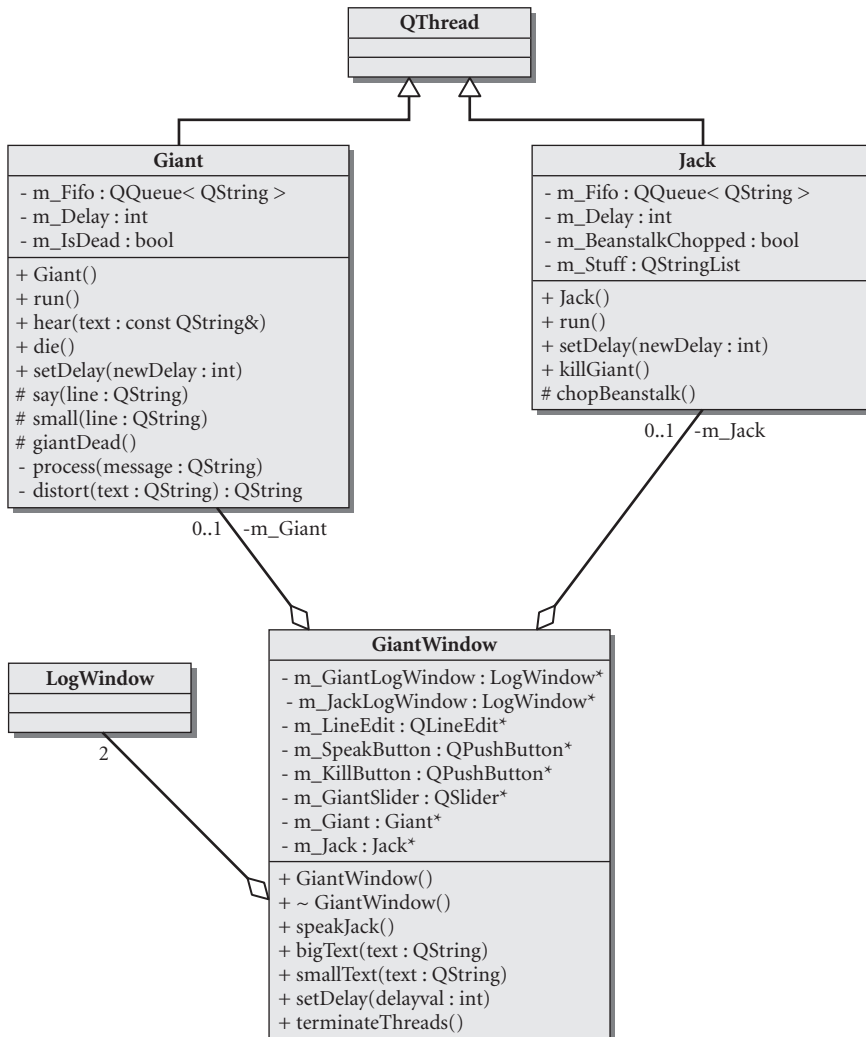 QThread
Giant
- m_Fifo : QQueue< QString >
- m_Delay : int
- m_IsDead : bool
+ Giant()
+ run()
+ hear(text : const QString&)
+ die()
+ setDelay(newDelay : int)
# say(line : QString)
# small(line : QString)
# giantDead()
- process(message : QString)
- distort(text : QString) : QString
Jack
- m_Fifo : QQueue< QString >
- m_Delay : int
- m_BeanstalkChopped : bool
- m_Stuff : QStringList
+ Jack()
+ run()
+ setDelay(newDelay : int)
+ killGiant()
# chopBeanstalk()
0..1 -m_Jack
0..1 -m_Giant
LogWindow
2
GiantWindow
- m_GiantLogWindow : LogWindow*
- m_JackLogWindow : LogWindow*
- m_LineEdit : QLineEdit*
- m_SpeakButton : QPushButton*
- m_KillButton : QPushButton*
- m_GiantSlider : QSlider*
- m_Giant : Giant*
- m_Jack : Jack*
+ GiantWindow()
+ ~ GiantWindow()
+ speakJack()
+ bigText(text : QString)
+ smallText(text : QString)
+ setDelay(delayval : int)
+ terminateThreads()